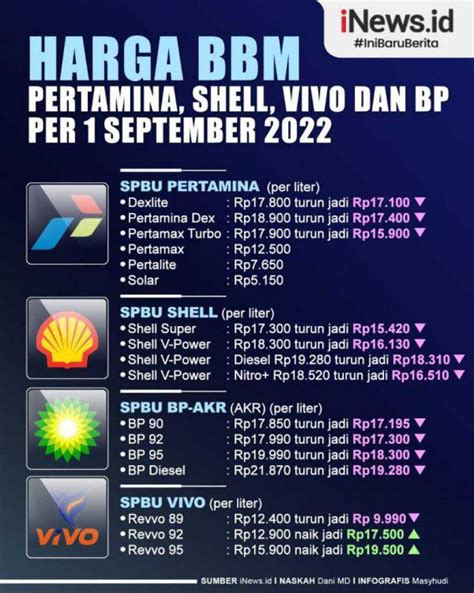 iNews.id
#IniBaruBerita
HARGA BBM
PERTAMINA, SHELL, VIVO DAN BP
PER 1 SEPTEMBER 2022
SPBU PERTAMINA (per liter)
• Dexlite : Rp17.800 turun jadi Rp17.100 ▼
• Pertamina Dex : Rp18.900 turun jadi Rp17.400 ▼
• Pertamax Turbo : Rp17.900 turun jadi Rp15.900 ▼
• Pertamax : Rp12.500
• Pertalite : Rp7.650
• Solar : Rp5.150
SPBU SHELL (per liter)
• Shell Super : Rp17.300 turun jadi Rp15.420 ▼
• Shell V-Power : Rp18.300 turun jadi Rp16.130 ▼
• Shell V-Power : Diesel Rp19.280 turun jadi Rp18.310 ▼
• Shell V-Power : Nitro+ Rp18.520 turun jadi Rp16.510 ▼
SPBU BP-AKR (AKR) (per liter)
• BP 90 : Rp17.850 turun jadi Rp17.195 ▼
• BP 92 : Rp17.990 turun jadi Rp17.300 ▼
• BP 95 : Rp19.990 turun jadi Rp18.300 ▼
• BP Diesel : Rp21.870 turun jadi Rp19.280 ▼
VIVO
SPBU VIVO (per liter)
• Revvo 89 : Rp12.400 turun jadi Rp 9.990 ▼
• Revvo 92 : Rp12.900 naik jadi Rp17.500 ▲
• Revvo 95 : Rp15.900 naik jadi Rp19.500 ▲
SUMBER iNews.id I NASKAH Dani MD I INFOGRAFIS Masyhudi